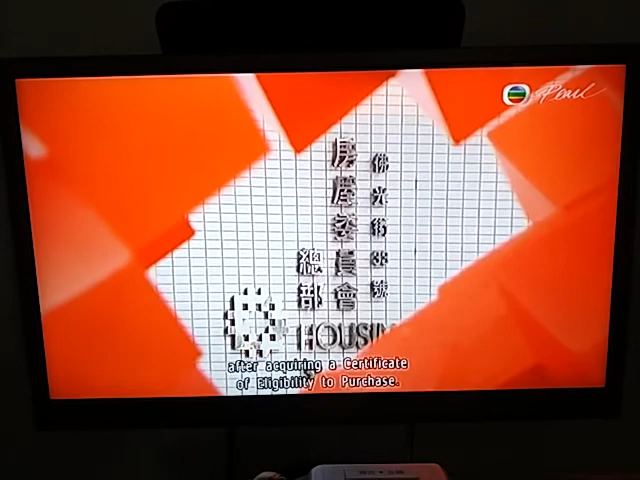 Pearl
佛光街33號
房屋委員會
總部
HOUSIN
after acquiring a Certificate
of Eligibility to Purchase.